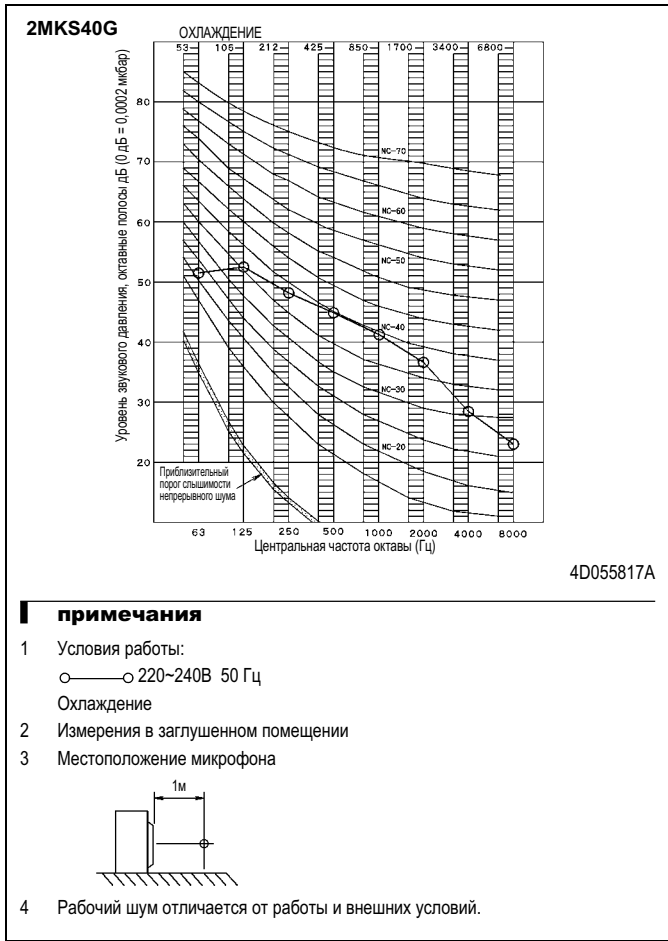 2MKS40G
ОХЛАЖДЕНИЕ
53 106 212 425 850 1700 3400 6800
Уровень звукового давления, октавные полосы дБ (0 дБ = 0,0002 мкбар)
80
70
60
50
40
30
20
NC-70
NC-60
NC-50
NC-40
NC-30
NC-20
Приблизительный
порог слышимости
непрерывного шума
63 125 250 500 1000 2000 4000 8000
Центральная частота октавы (Гц)
4D055817A
примечания
1 Условия работы:
220~240В 50 Гц
Охлаждение
2 Измерения в заглушенном помещении
3 Местоположение микрофона
1м
4 Рабочий шум отличается от работы и внешних условий.